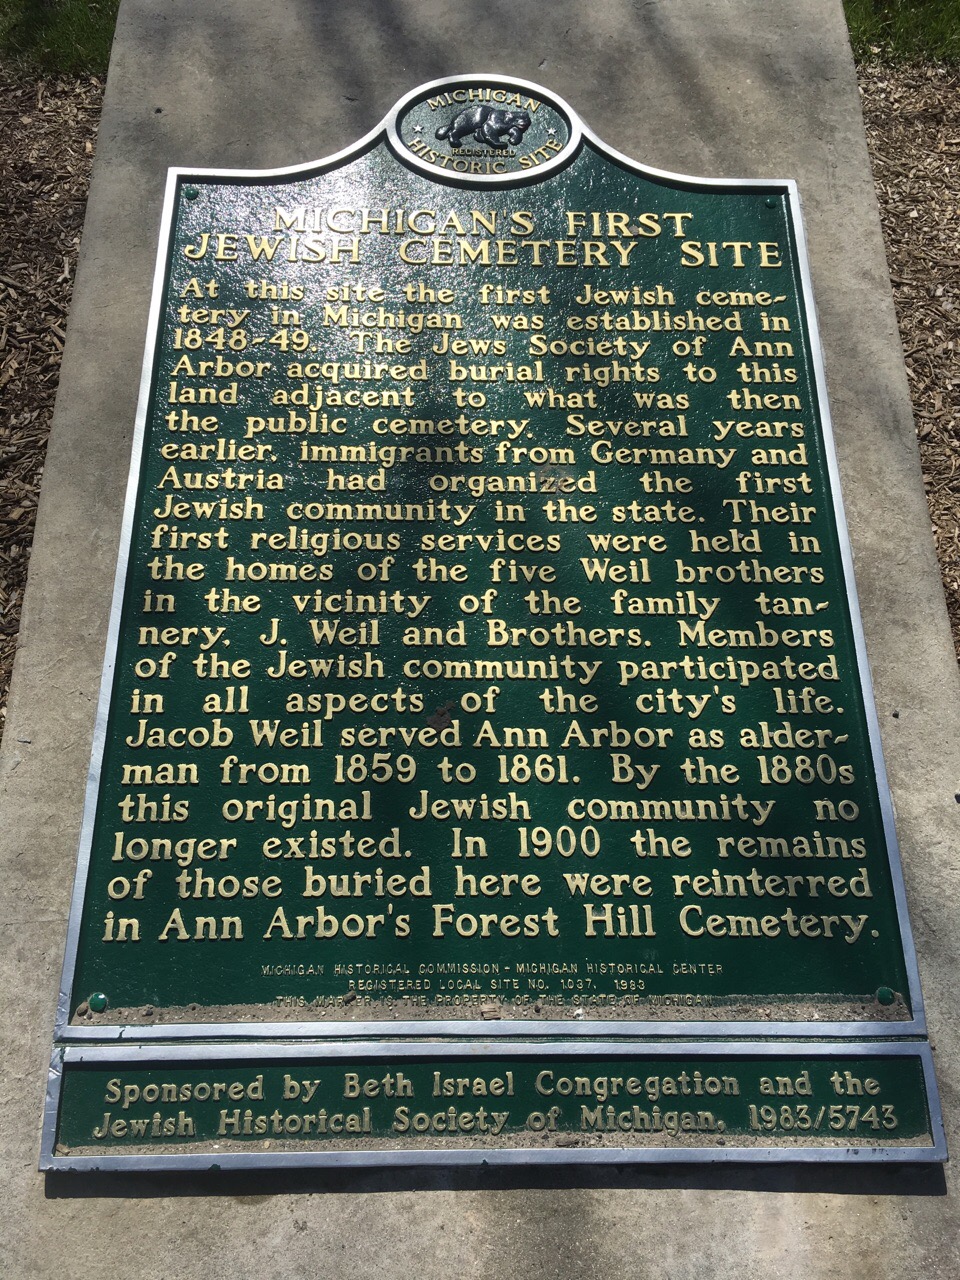 MICHIGAN
REGISTERED
HISTORIC SITE
MICHIGAN'S FIRST
JEWISH CEMETERY SITE
At this site the first Jewish ceme-
tery in Michigan was established in
1848-49. The Jews Society of Ann
Arbor acquired burial rights to this
land adjacent to what was then
the public cemetery. Several years
earlier, immigrants from Germany and
Austria had organized the first
Jewish community in the state. Their
first religious services were held in
the homes of the five Weil brothers
in the vicinity of the family tan-
nery, J. Weil and Brothers. Members
of the Jewish community participated
in all aspects of the city's life.
Jacob Weil served Ann Arbor as alder-
man from 1859 to 1861. By the 1880s
this original Jewish community no
longer existed. In 1900 the remains
of those buried here were reinterred
in Ann Arbor's Forest Hill Cemetery.
MICHIGAN HISTORICAL COMMISSION - MICHIGAN HISTORICAL CENTER
REGISTERED LOCAL SITE NO. 1037, 1983
THIS MARKER IS THE PROPERTY OF THE STATE OF MICHIGAN
Sponsored by Beth Israel Congregation and the
Jewish Historical Society of Michigan, 1983/5743